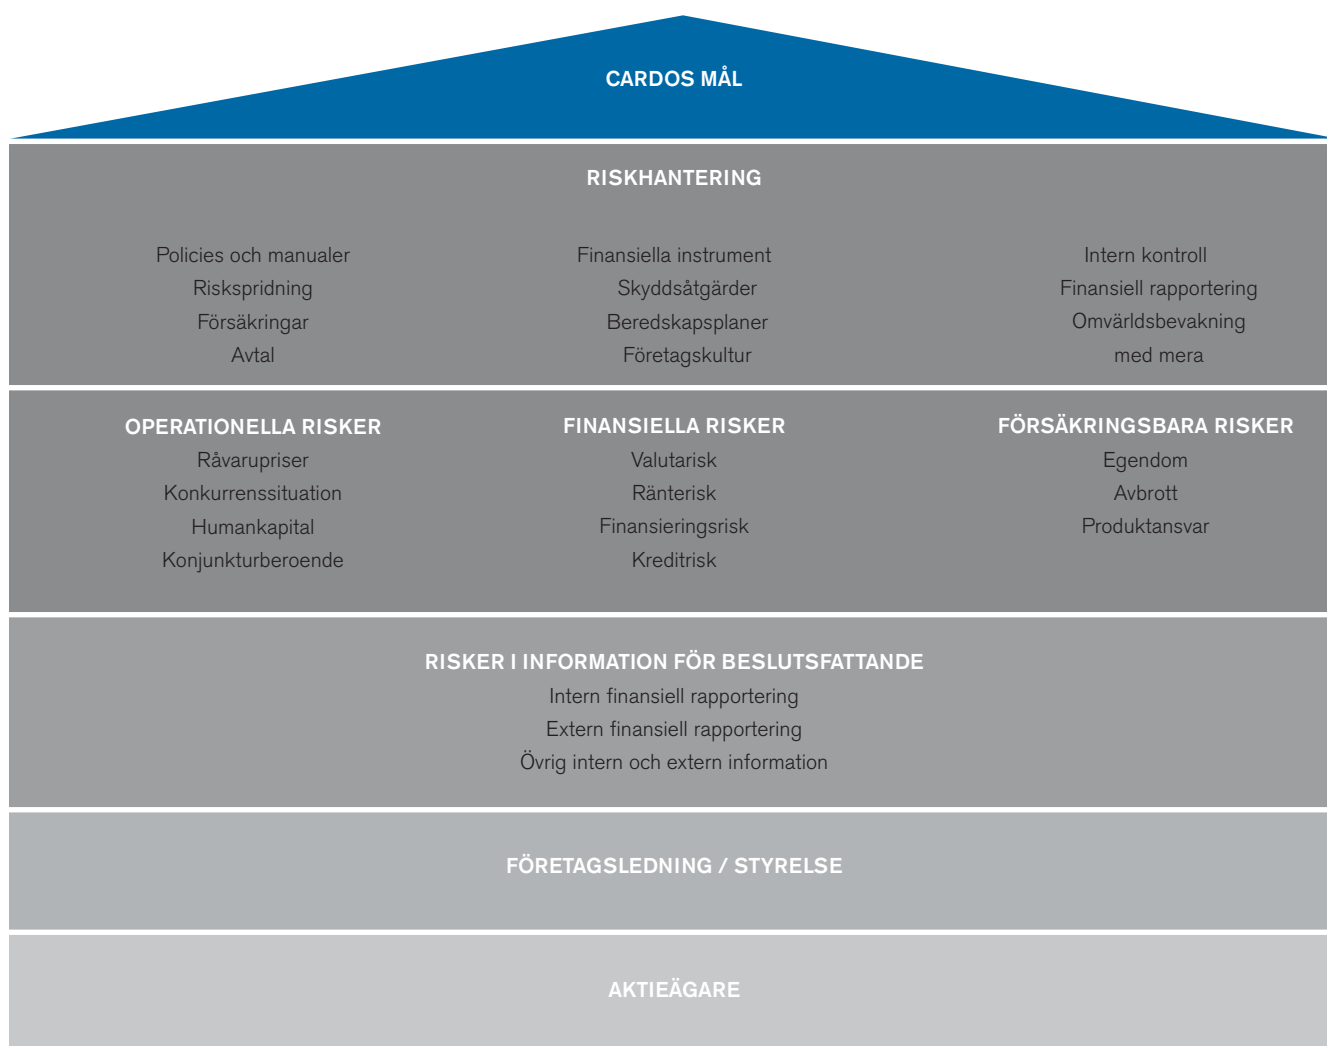 CARDOS MÅL
RISKHANTERING
Policies och manualer
Riskspridning
Försäkringar
Avtal
Finansiella instrument
Skyddsåtgärder
Beredskapsplaner
Företagskultur
Intern kontroll
Finansiell rapportering
Omvärldsbevakning
med mera
OPERATIONELLA RISKER
Råvarupriser
Konkurrenssituation
Humankapital
Konjunkturberoende
FINANSIELLA RISKER
Valutarisk
Ränterisk
Finansieringsrisk
Kreditrisk
FÖRSÄKRINGSBARA RISKER
Egendom
Avbrott
Produktansvar
RISKER I INFORMATION FÖR BESLUTSFATTANDE
Intern finansiell rapportering
Extern finansiell rapportering
Övrig intern och extern information
FÖRETAGSLEDNING / STYRELSE
AKTIEÄGARE